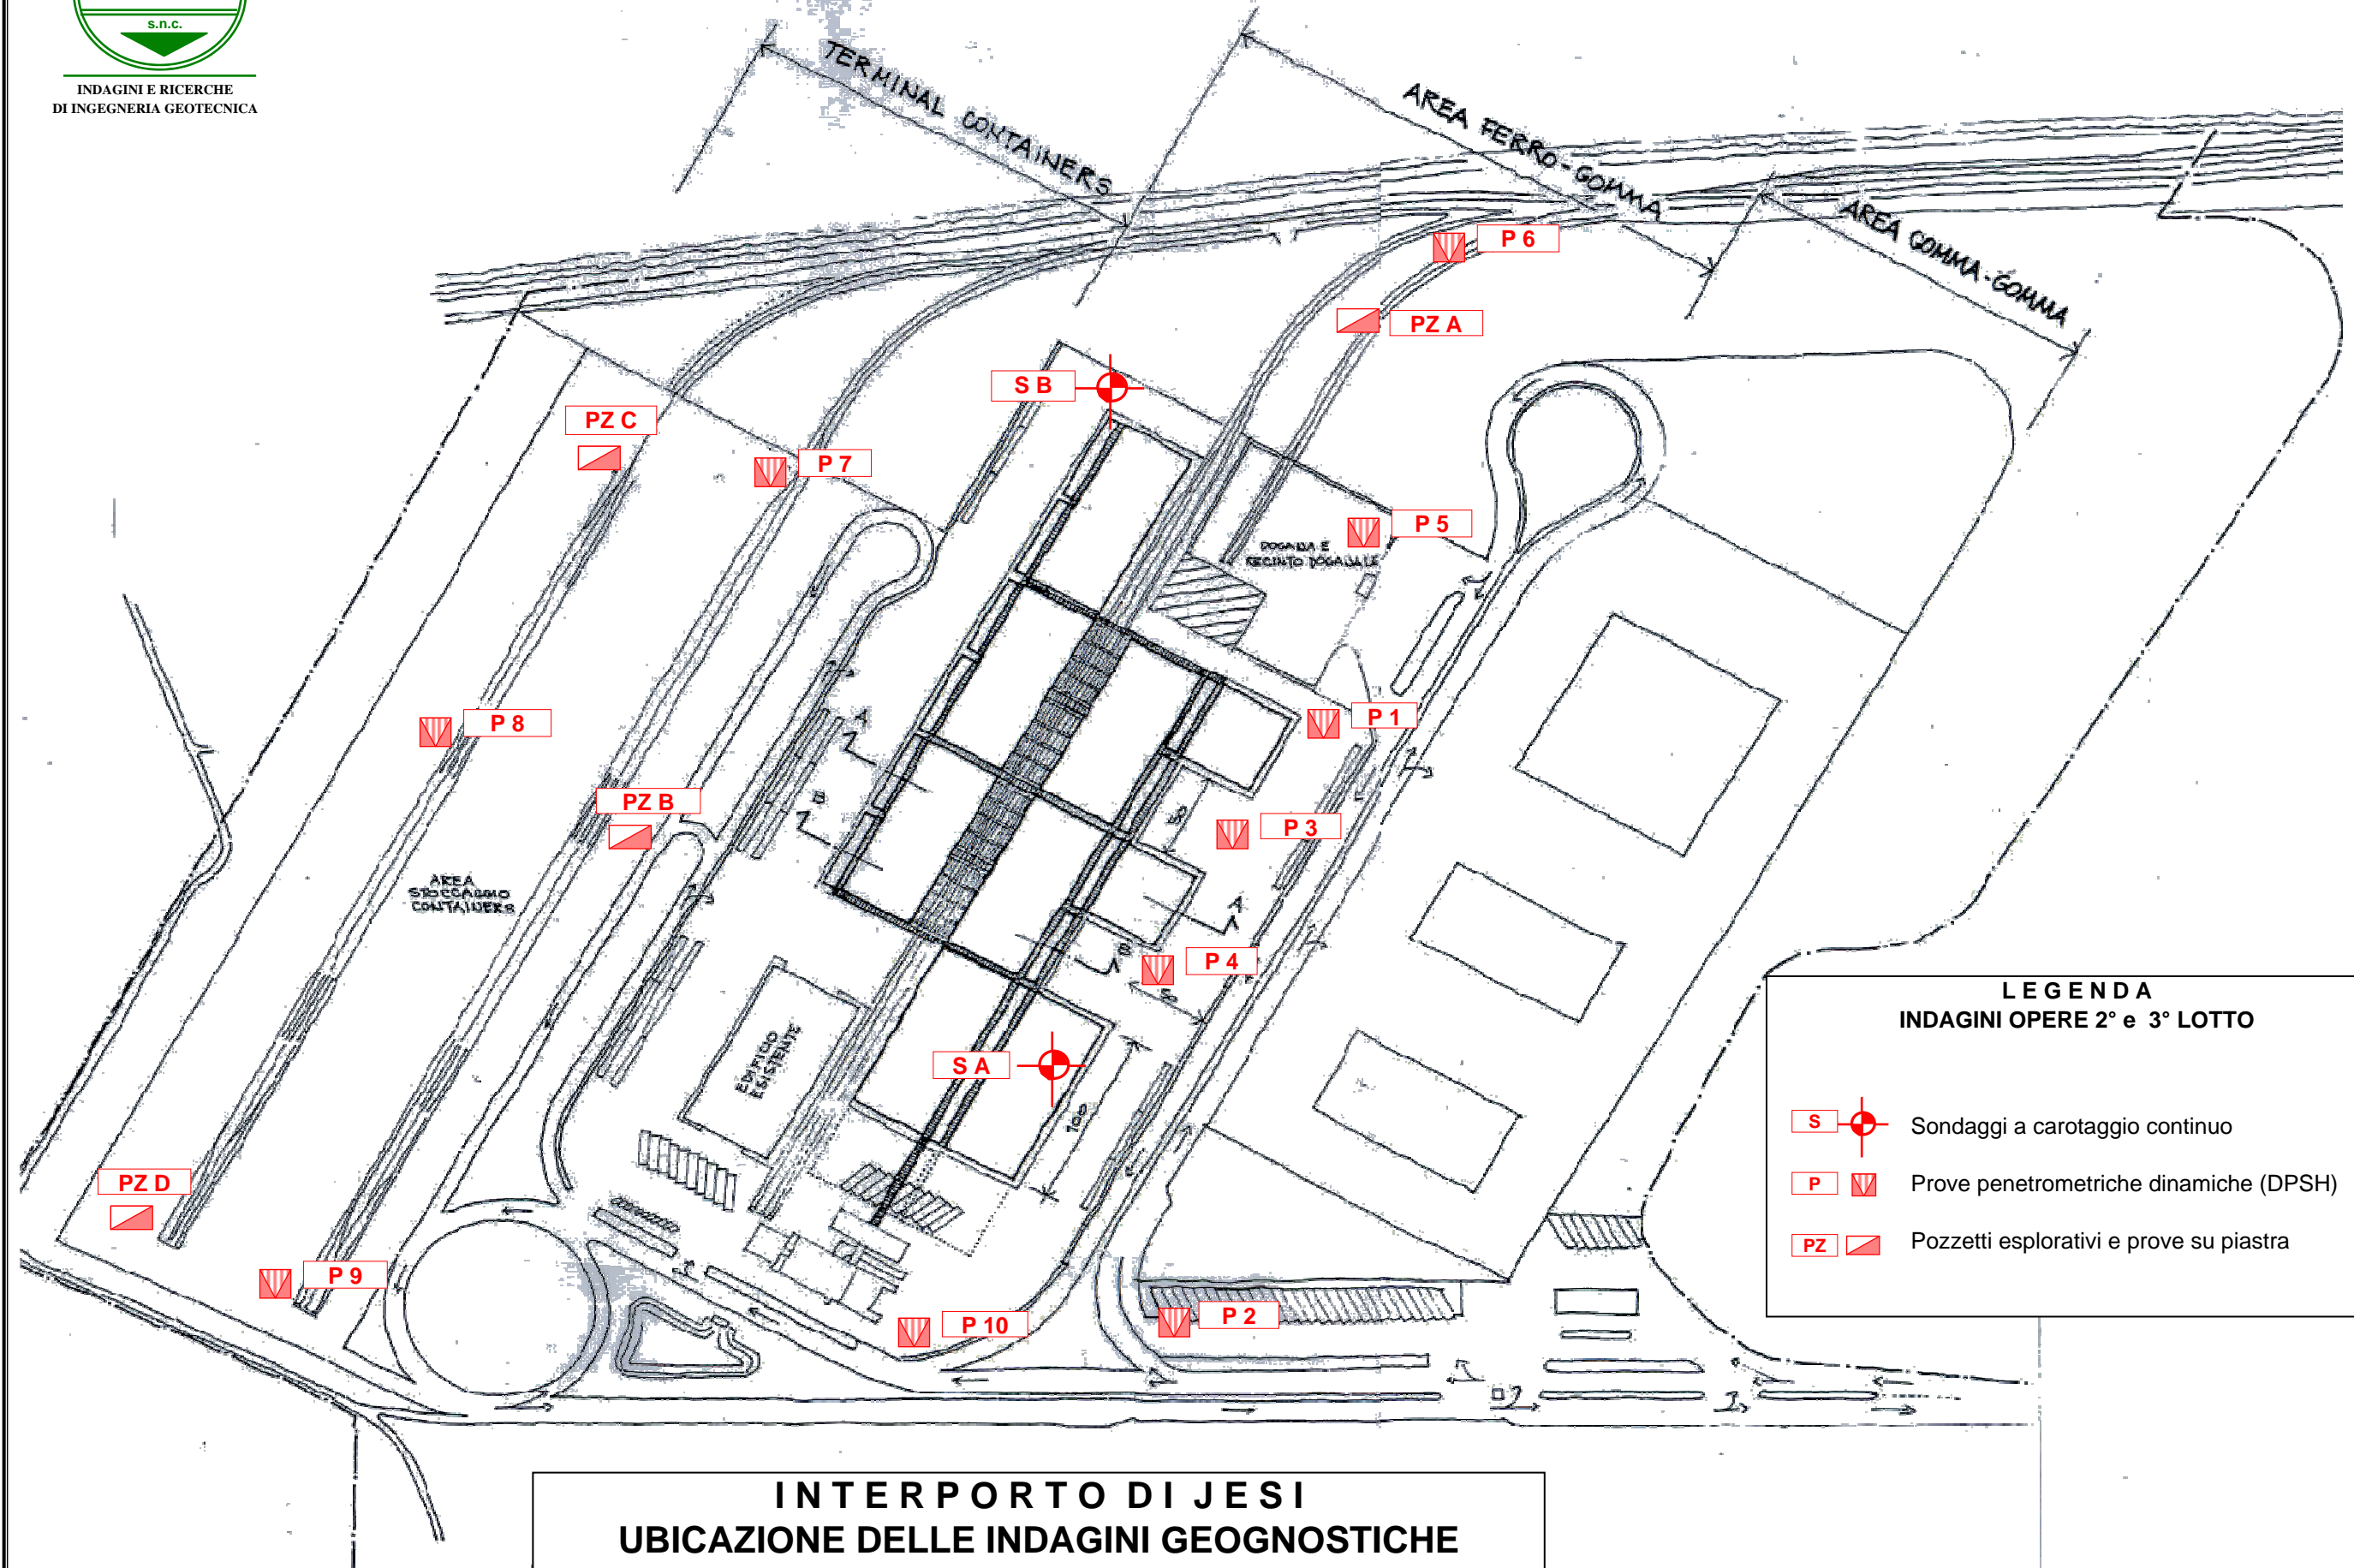 s.n.c.
INDAGINI E RICERCHE
DI INGEGNERIA GEOTECNICA
TERMINAL CONTAINERS
AREA FERRO-GOMMA
AREA GOMMA-GOMMA
P 6
PZ A
S B
PZ C
P 7
P 5
DOGANA E
RECINTO DOGANALE
P 8
P 1
A
B
PZ B
P 3
50
AREA
STOCCAGGIO
CONTAINERS
A
B
P 4
50
EDIFICIO
ESISTENTE
S A
100
PZ D
P 9
P 10
P 2
L E G E N D A
INDAGINI OPERE 2° e 3° LOTTO
S Sondaggi a carotaggio continuo
P Prove penetrometriche dinamiche (DPSH)
PZ Pozzetti esplorativi e prove su piastra
I N T E R P O R T O D I J E S I
UBICAZIONE DELLE INDAGINI GEOGNOSTICHE